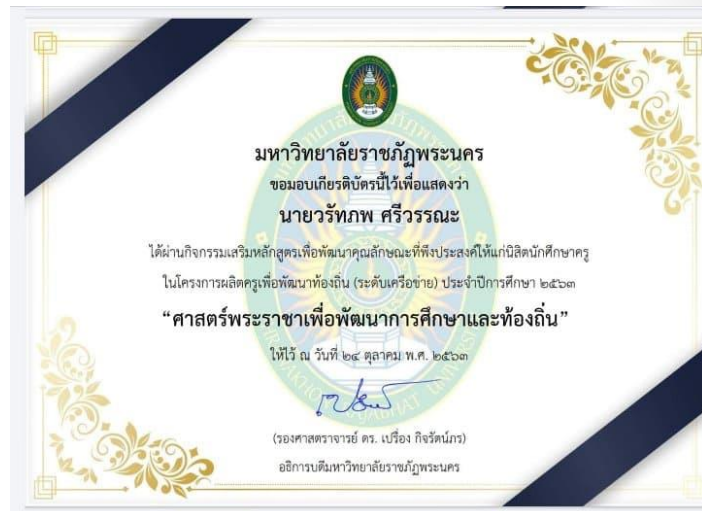 มหาวิทยาลัยราชภัฏพระนคร
ขอมอบเกียรติบัตรนี้ไว้เพื่อแสดงว่า
นายวรัทภพ ศรีวรรณะ
ได้ผ่านกิจกรรมเสริมหลักสูตรเพื่อพัฒนาคุณลักษณะที่พึงประสงค์ให้แก่นิสิตนักศึกษาครู
ในโครงการผลิตครูเพื่อพัฒนาท้องถิ่น (ระดับเครือข่าย) ประจำปีการศึกษา ๒๕๖๓
“ศาสตร์พระราชาเพื่อพัฒนาการศึกษาและท้องถิ่น”
ให้ไว้ ณ วันที่ ๒๔ ตุลาคม พ.ศ. ๒๕๖๓
(รองศาสตราจารย์ ดร. เปรื่อง กิจรัตน์ภร)
อธิการบดีมหาวิทยาลัยราชภัฏพระนคร